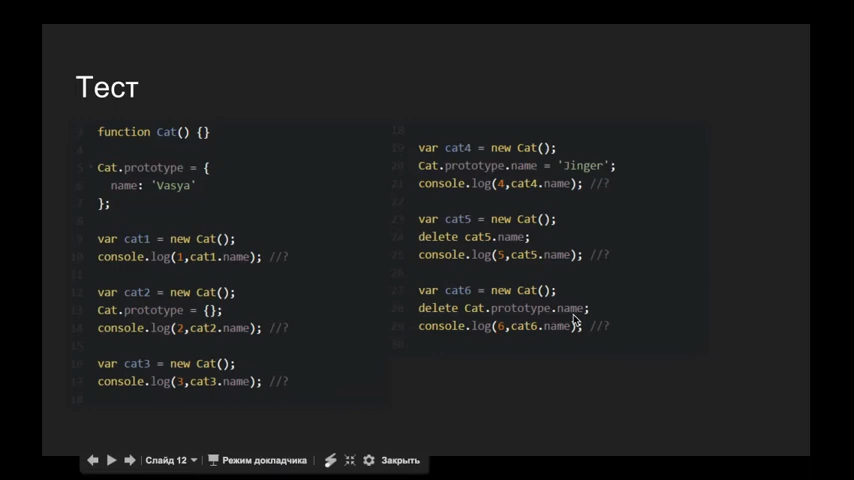 Тест
function Cat() {}
Cat.prototype = {
name: 'Vasya'
};
var cat1 = new Cat();
console.log(1,cat1.name); //?
var cat2 = new Cat();
Cat.prototype = {};
console.log(2,cat2.name); //?
var cat3 = new Cat();
console.log(3,cat3.name); //?
var cat4 = new Cat();
Cat.prototype.name = 'Jinger';
console.log(4,cat4.name); //?
var cat5 = new Cat();
delete cat5.name;
console.log(5,cat5.name); //?
var cat6 = new Cat();
delete Cat.prototype.name;
console.log(6,cat6.name); //?
Слайд 12 Режим докладчика Закрыть